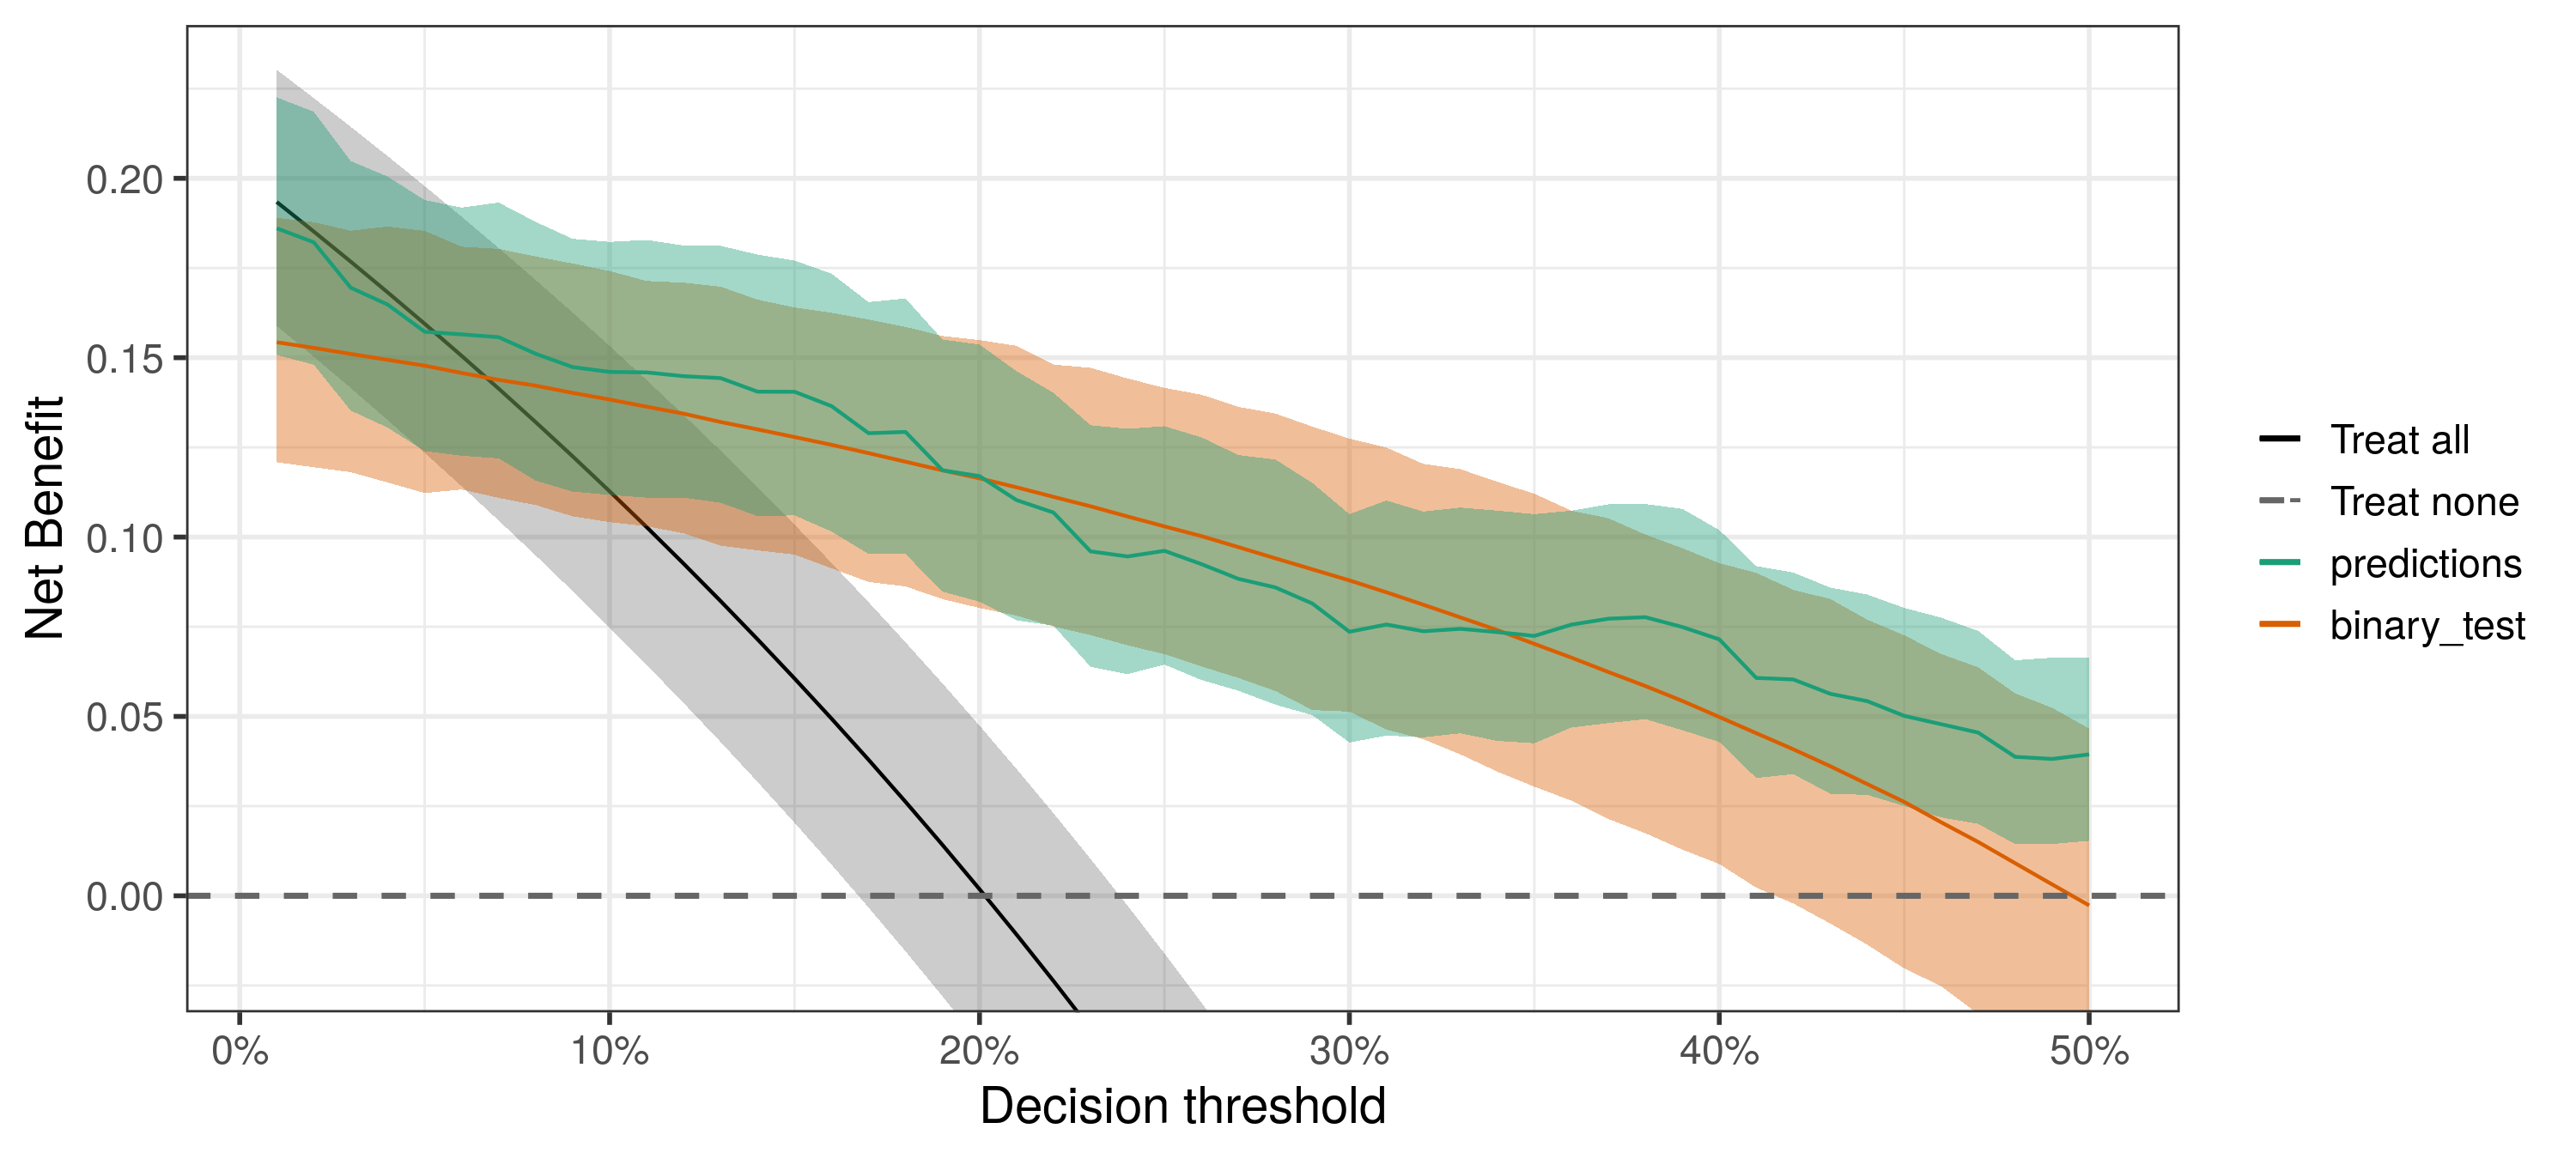 Net Benefit
0.20
0.15
0.10
0.05
0.00
0%
10%
20%
30%
40%
50%
Decision threshold
Treat all
Treat none
predictions
binary_test